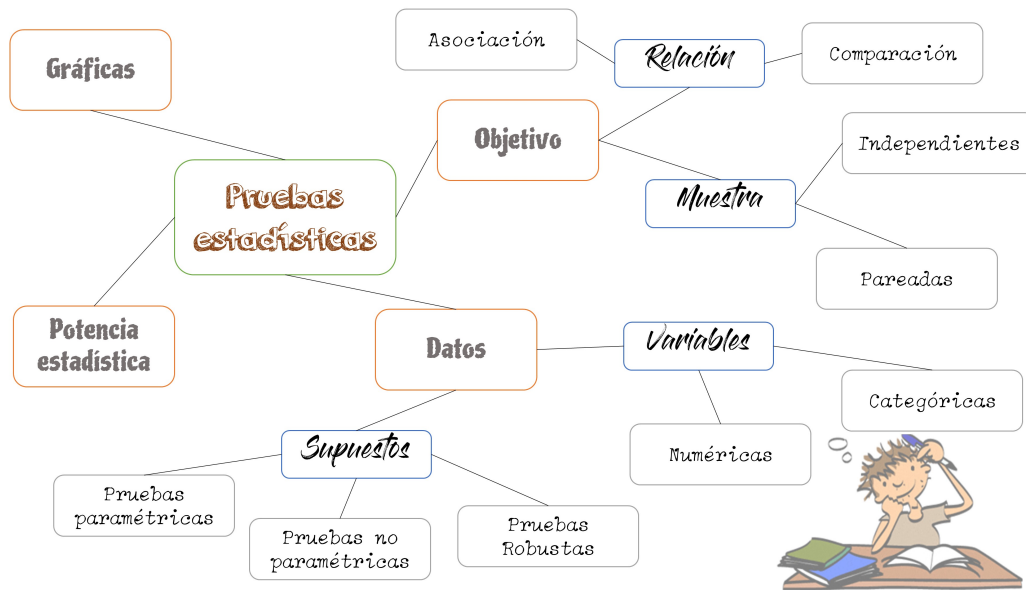 Asociación
Relación
Comparación
Gráficas
Objetivo
Independientes
Muestra
Pruebas
estadísticas
Pareadas
Potencia
estadística
Datos
Variables
Categóricas
Numéricas
Supuestos
Pruebas
paramétricas
Pruebas no
paramétricas
Pruebas
Robustas